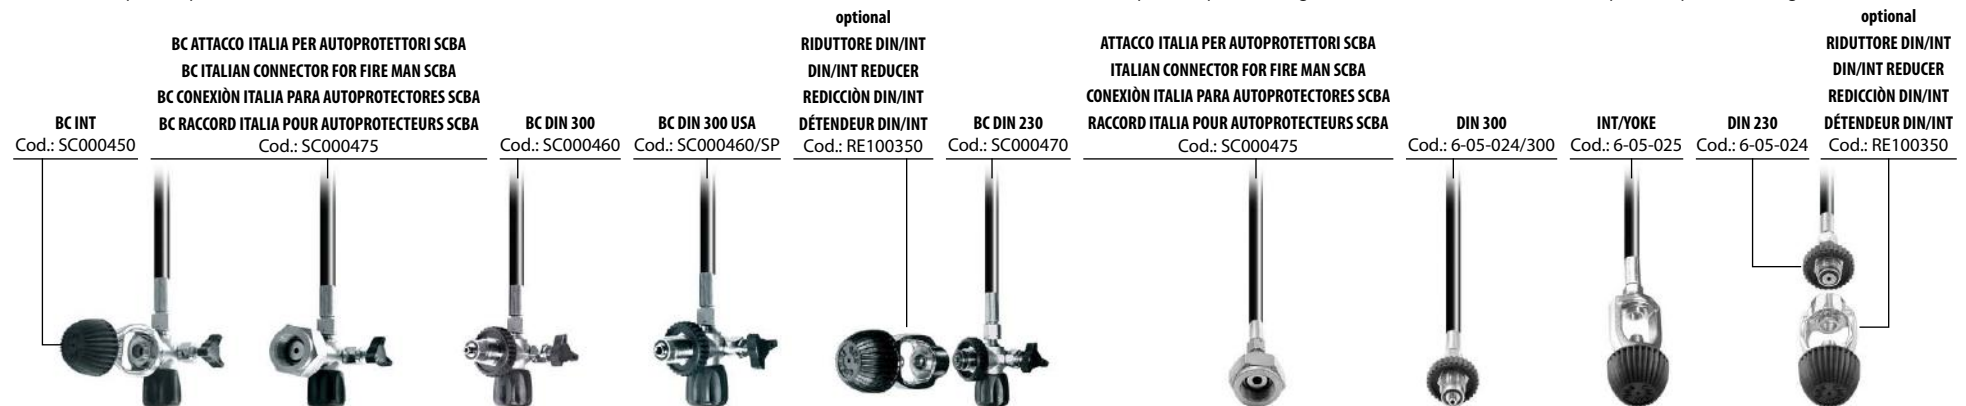 BC INT
Cod.: SC000450
BC ATTACCO ITALIA PER AUTOPROTETTORI SCBA
BC ITALIAN CONNECTOR FOR FIRE MAN SCBA
BC CONEXIÒN ITALIA PARA AUTOPROTECTORES SCBA
BC RACCORD ITALIA POUR AUTOPROTECTEURS SCBA
Cod.: SC000475
BC DIN 300
Cod.: SC000460
BC DIN 300 USA
Cod.: SC000460/SP
optional
RIDUTTORE DIN/INT
DIN/INT REDUCER
REDICCIÒN DIN/INT
DÉTENDEUR DIN/INT
Cod.: RE100350
BC DIN 230
Cod.: SC000470
ATTACCO ITALIA PER AUTOPROTETTORI SCBA
ITALIAN CONNECTOR FOR FIRE MAN SCBA
CONEXIÒN ITALIA PARA AUTOPROTECTORES SCBA
RACCORD ITALIA POUR AUTOPROTECTEURS SCBA
Cod.: SC000475
DIN 300
Cod.: 6-05-024/300
INT/YOKE
Cod.: 6-05-025
DIN 230
Cod.: 6-05-024
optional
RIDUTTORE DIN/INT
DIN/INT REDUCER
REDICCIÒN DIN/INT
DÉTENDEUR DIN/INT
Cod.: RE100350